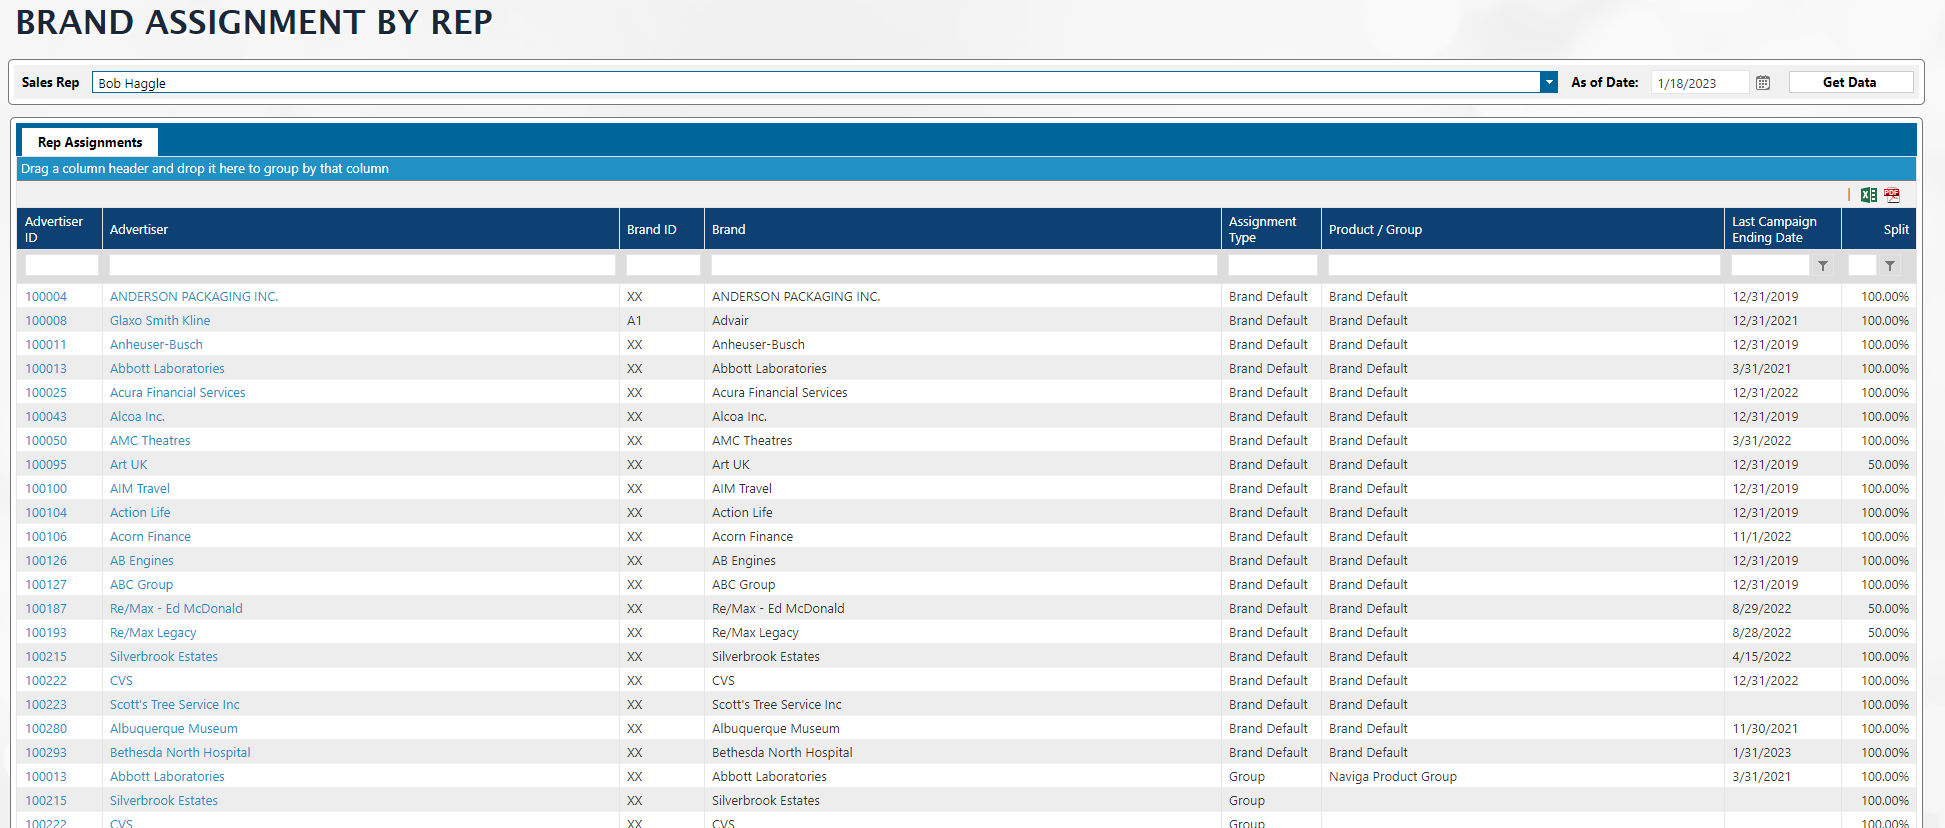 BRAND ASSIGNMENT BY REP
Sales Rep Bob Haggle As of Date: 1/18/2023 Get Data
Rep Assignments
Drag a column header and drop it here to group by that column
Advertiser ID Advertiser Brand ID Brand Assignment Type Product / Group Last Campaign Ending Date Split
100004 ANDERSON PACKAGING INC. XX ANDERSON PACKAGING INC. Brand Default Brand Default 12/31/2019 100.00%
100008 Glaxo Smith Kline A1 Advair Brand Default Brand Default 12/31/2021 100.00%
100011 Anheuser-Busch XX Anheuser-Busch Brand Default Brand Default 12/31/2019 100.00%
100013 Abbott Laboratories XX Abbott Laboratories Brand Default Brand Default 3/31/2021 100.00%
100025 Acura Financial Services XX Acura Financial Services Brand Default Brand Default 12/31/2022 100.00%
100043 Alcoa Inc. XX Alcoa Inc. Brand Default Brand Default 12/31/2019 100.00%
100050 AMC Theatres XX AMC Theatres Brand Default Brand Default 3/31/2022 100.00%
100095 Art UK XX Art UK Brand Default Brand Default 12/31/2019 50.00%
100100 AIM Travel XX AIM Travel Brand Default Brand Default 12/31/2019 100.00%
100104 Action Life XX Action Life Brand Default Brand Default 12/31/2019 100.00%
100106 Acorn Finance XX Acorn Finance Brand Default Brand Default 11/1/2022 100.00%
100126 AB Engines XX AB Engines Brand Default Brand Default 12/31/2019 100.00%
100127 ABC Group XX ABC Group Brand Default Brand Default 12/31/2019 100.00%
100187 Re/Max - Ed McDonald XX Re/Max - Ed McDonald Brand Default Brand Default 8/29/2022 50.00%
100193 Re/Max Legacy XX Re/Max Legacy Brand Default Brand Default 8/28/2022 50.00%
100215 Silverbrook Estates XX Silverbrook Estates Brand Default Brand Default 4/15/2022 100.00%
100222 CVS XX CVS Brand Default Brand Default 12/31/2022 100.00%
100223 Scott's Tree Service Inc XX Scott's Tree Service Inc Brand Default Brand Default 100.00%
100280 Albuquerque Museum XX Albuquerque Museum Brand Default Brand Default 11/30/2021 100.00%
100293 Bethesda North Hospital XX Bethesda North Hospital Brand Default Brand Default 1/31/2023 100.00%
100013 Abbott Laboratories XX Abbott Laboratories Group Naviga Product Group 3/31/2021 100.00%
100215 Silverbrook Estates XX Silverbrook Estates Group 100.00%
100222 CVS XX CVS Group 100.00%